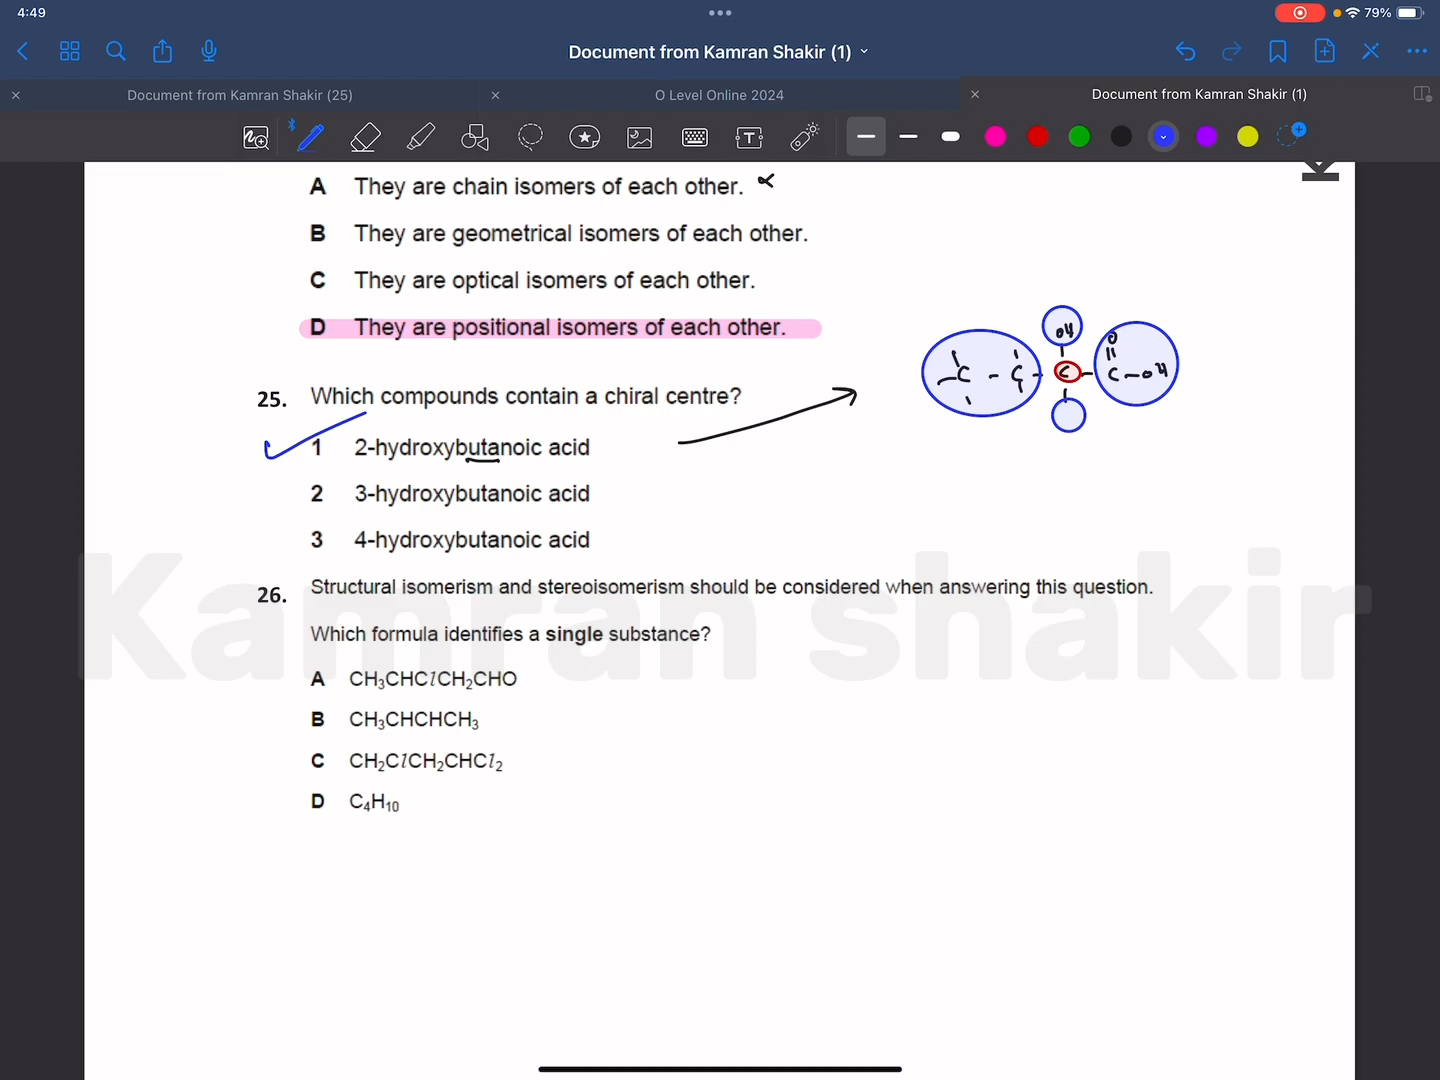 4:49
79%
Document from Kamran Shakir (1)
Document from Kamran Shakir (25)
O Level Online 2024
Document from Kamran Shakir (1)
A They are chain isomers of each other.
B They are geometrical isomers of each other.
C They are optical isomers of each other.
D They are positional isomers of each other.
OH
O
C - C - C - C - OH
25. Which compounds contain a chiral centre?
1 2-hydroxybutanoic acid
2 3-hydroxybutanoic acid
3 4-hydroxybutanoic acid
Kamran shakir
26. Structural isomerism and stereoisomerism should be considered when answering this question.
Which formula identifies a single substance?
A CH₃CHClCH₂CHO
B CH₃CHCHCH₃
C CH₂ClCH₂CHCl₂
D C₄H₁₀